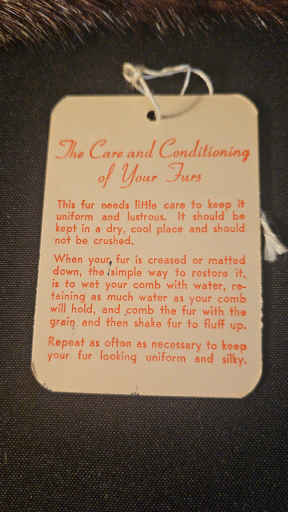 The Care and Conditioning
of Your Furs
This fur needs little care to keep it
uniform and lustrous. It should be
kept in a dry, cool place and should
not be crushed.
When your fur is creased or matted
down, the simple way to restore it,
is to wet your comb with water, re-
taining as much water as your comb
will hold, and comb the fur with the
grain and then shake fur to fluff up.
Repeat as often as necessary to keep
your fur looking uniform and silky.